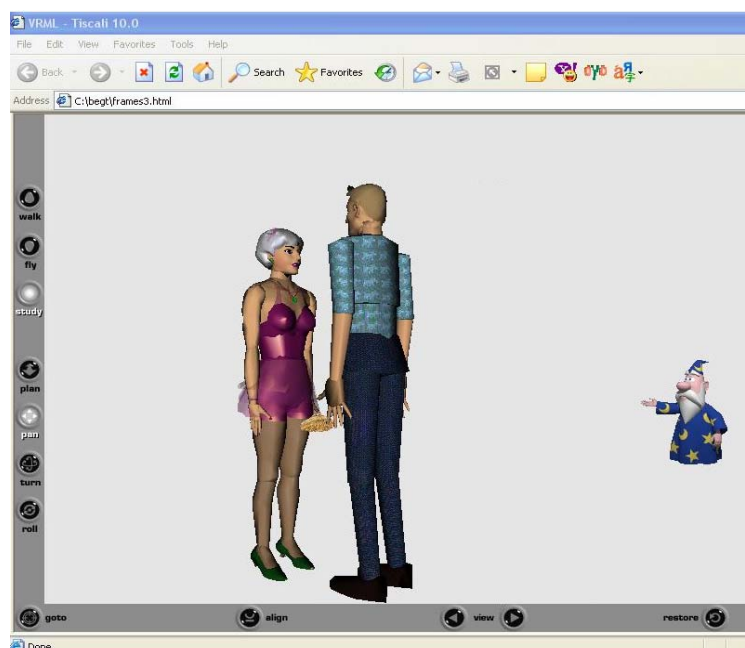 VRML - Tiscali 10.0
File Edit View Favorites Tools Help
Back Search Favorites
Address C:\begt\frames3.html
walk
fly
study
plan
pan
turn
roll
goto align view restore
Done